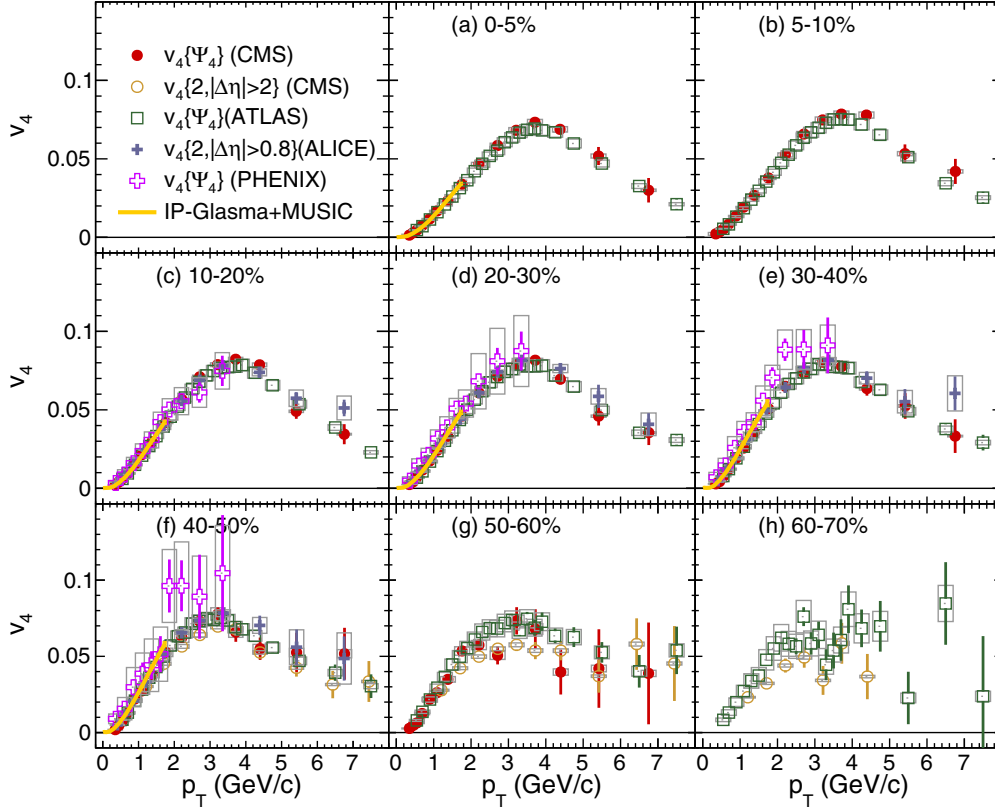 (a) 0-5%
(b) 5-10%
v₄{Ψ₄} (CMS)
v₄{2,|Δη|>2} (CMS)
v₄{Ψ₄}(ATLAS)
v₄{2,|Δη|>0.8}(ALICE)
v₄{Ψ₄} (PHENIX)
IP-Glasma+MUSIC
v₄
0.1
0.05
0
(c) 10-20%
(d) 20-30%
(e) 30-40%
v₄
0.1
0.05
0
(f) 40-50%
(g) 50-60%
(h) 60-70%
v₄
0.1
0.05
0
0 1 2 3 4 5 6 7
0 1 2 3 4 5 6 7
0 1 2 3 4 5 6 7
p_T (GeV/c)
p_T (GeV/c)
p_T (GeV/c)